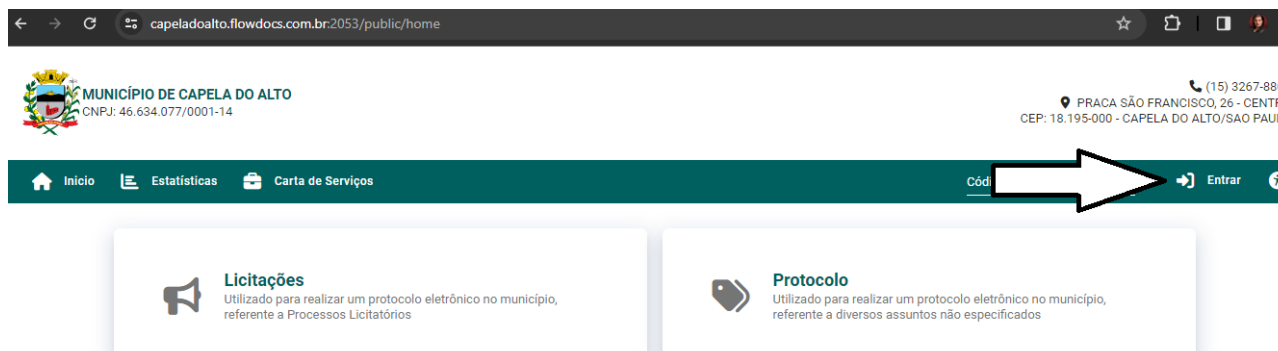 capeladoalto.flowdocs.com.br:2053/public/home
MUNICÍPIO DE CAPELA DO ALTO
CNPJ: 46.634.077/0001-14
(15) 3267-88
PRACA SÃO FRANCISCO, 26 - CENT
CEP: 18.195-000 - CAPELA DO ALTO/SAO PAU
Inicio Estatísticas Carta de Serviços Códi Entrar
Licitações
Utilizado para realizar um protocolo eletrônico no município,
referente a Processos Licitatórios
Protocolo
Utilizado para realizar um protocolo eletrônico no município,
referente a diversos assuntos não especificados